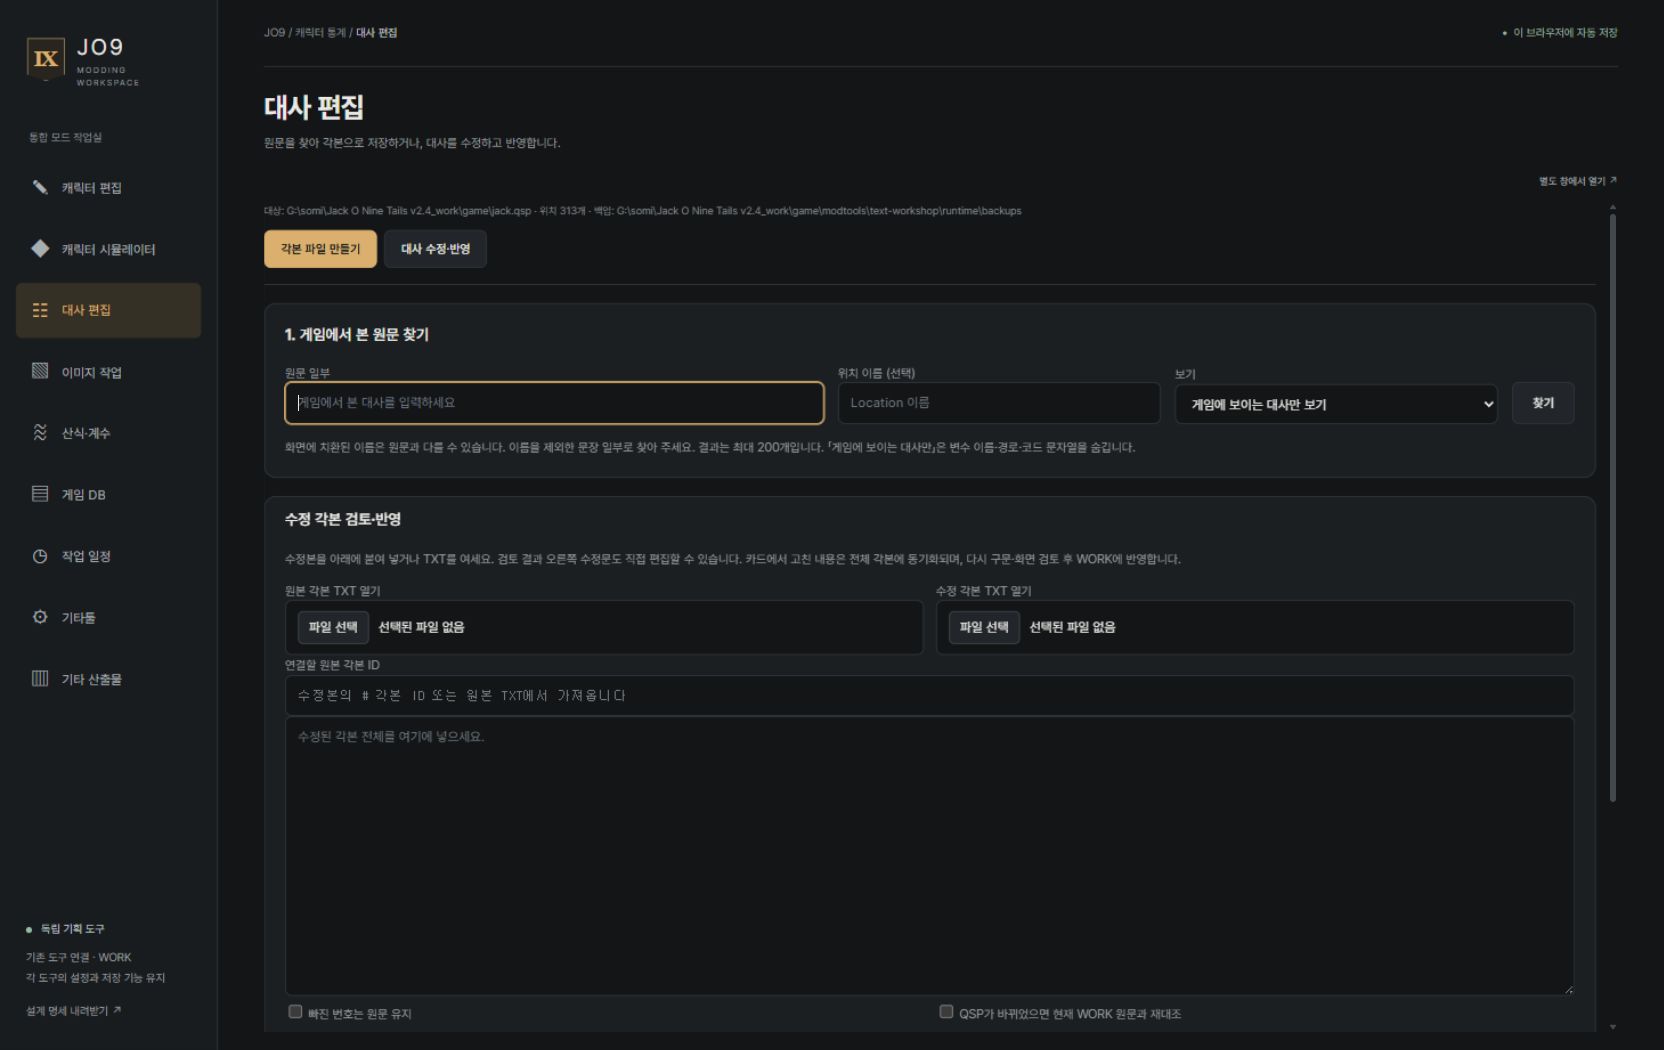 IX
JO9
MODDING
WORKSPACE
통합 모드 작업실
캐릭터 편집
캐릭터 시뮬레이터
대사 편집
이미지 작업
산식·계수
게임 DB
작업 일정
기타툴
기타 산출물
독립 기획 도구
기존 도구 연결 · WORK
각 도구의 설정과 저장 기능 유지
설계 명세 내려받기 ↗
JO9 / 캐릭터 통계 / 대사 편집
이 브라우저에 자동 저장
대사 편집
원문을 찾아 각본으로 저장하거나, 대사를 수정하고 반영합니다.
별도 창에서 열기 ↗
대상: G:\somi\Jack O Nine Tails v2.4_work\game\jack.qsp · 위치 313개 · 백업: G:\somi\Jack O Nine Tails v2.4_work\game\modtools\text-workshop\runtime\backups
각본 파일 만들기
대사 수정·반영
1. 게임에서 본 원문 찾기
원문 일부
위치 이름 (선택)
보기
게임에서 본 대사를 입력하세요
Location 이름
게임에 보이는 대사만 보기
찾기
화면에 치환된 이름은 원문과 다를 수 있습니다. 이름을 제외한 문장 일부로 찾아 주세요. 결과는 최대 200개입니다. 「게임에 보이는 대사만」은 변수 이름·경로·코드 문자열을 숨깁니다.
수정 각본 검토·반영
수정본을 아래에 붙여 넣거나 TXT를 여세요. 검토 결과 오른쪽 수정문도 직접 편집할 수 있습니다. 카드에서 고친 내용은 전체 각본에 동기화되며, 다시 구문·화면 검토 후 WORK에 반영합니다.
원본 각본 TXT 열기
수정 각본 TXT 열기
파일 선택 선택된 파일 없음
파일 선택 선택된 파일 없음
연결할 원본 각본 ID
수정본의 # 각본 ID 또는 원본 TXT에서 가져옵니다
수정된 각본 전체를 여기에 넣으세요.
빠진 번호는 원문 유지
QSP가 바뀌었으면 현재 WORK 원문과 재대조